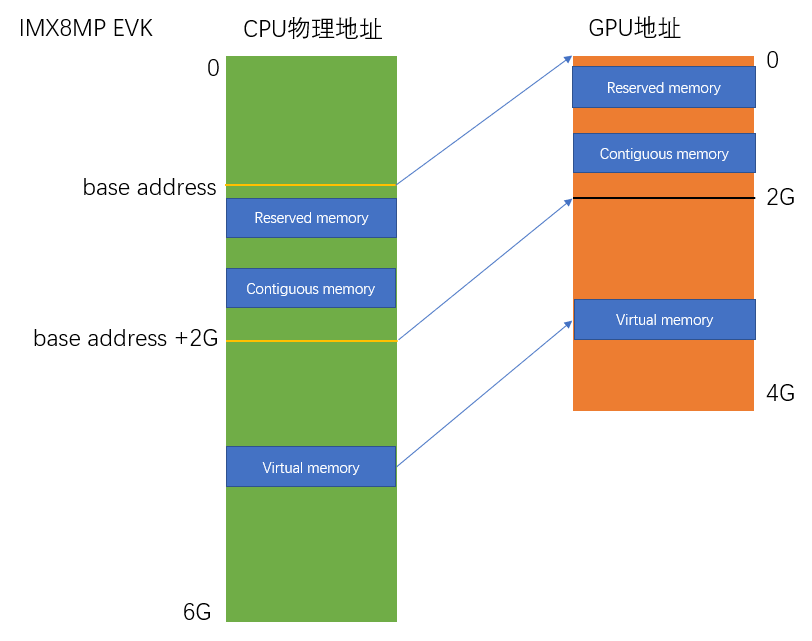 IMX8MP EVK
CPU物理地址
GPU地址
0
base address
Reserved memory
Contiguous memory
base address +2G
Virtual memory
6G
0
Reserved memory
Contiguous memory
2G
Virtual memory
4G